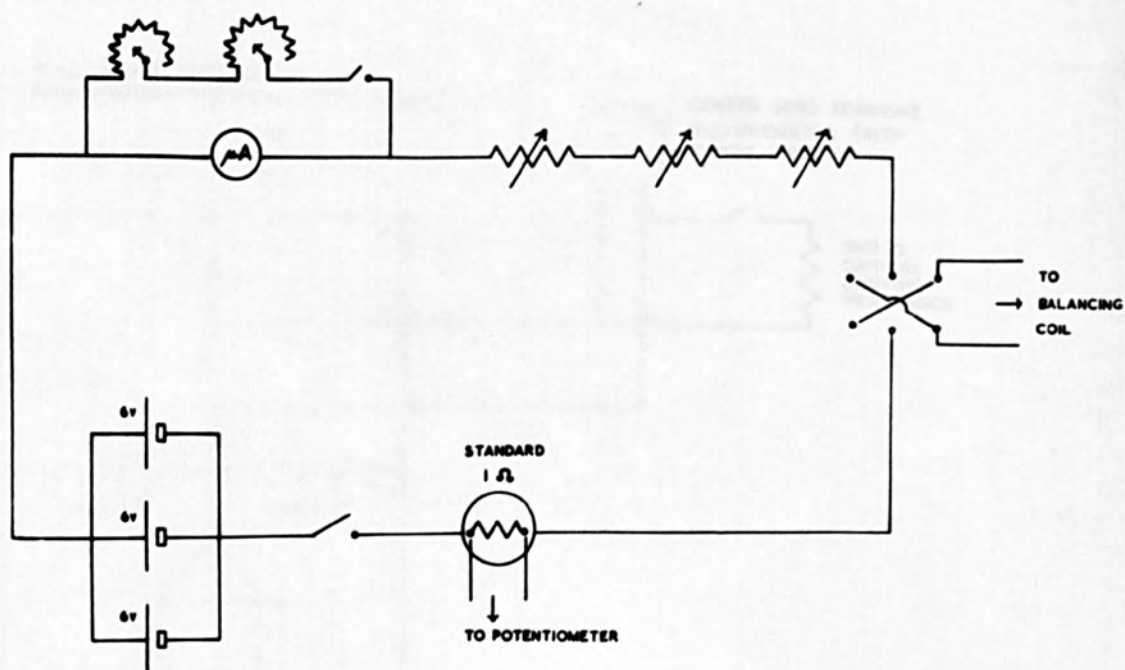 μA
TO
→ BALANCING
COIL
6V
6V
6V
STANDARD
1 Ω
TO POTENTIOMETER